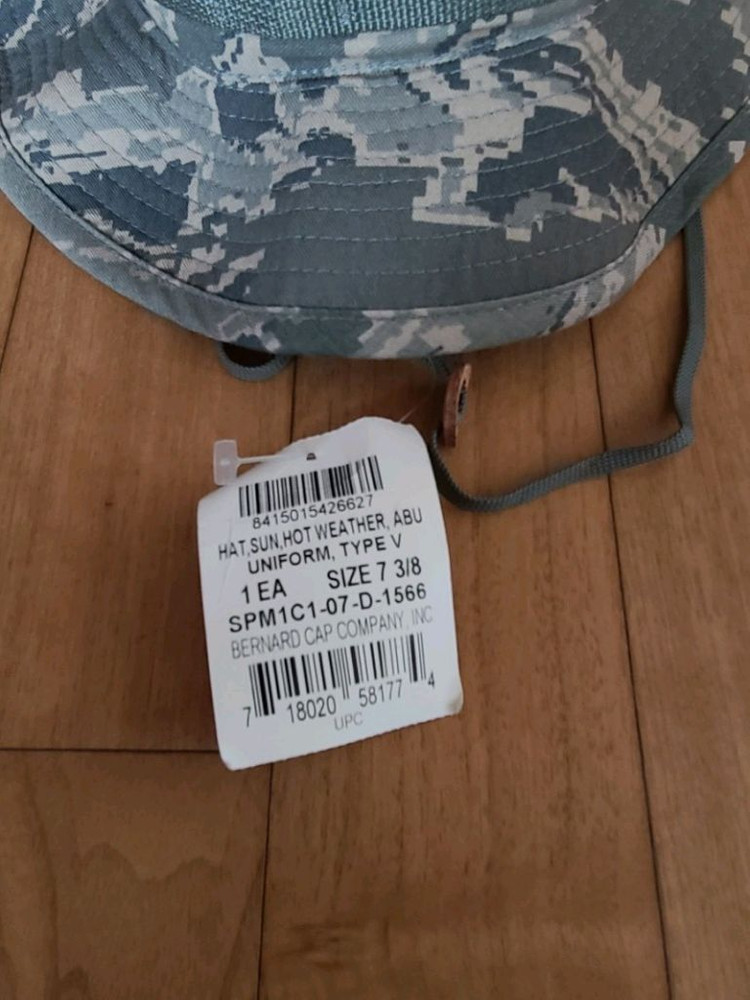 8415015426627
HAT,SUN,HOT WEATHER, ABU
UNIFORM, TYPE V
1 EA SIZE 7 3/8
SPM1C1-07-D-1566
BERNARD CAP COMPANY, INC
7 18020 58177 4
UPC